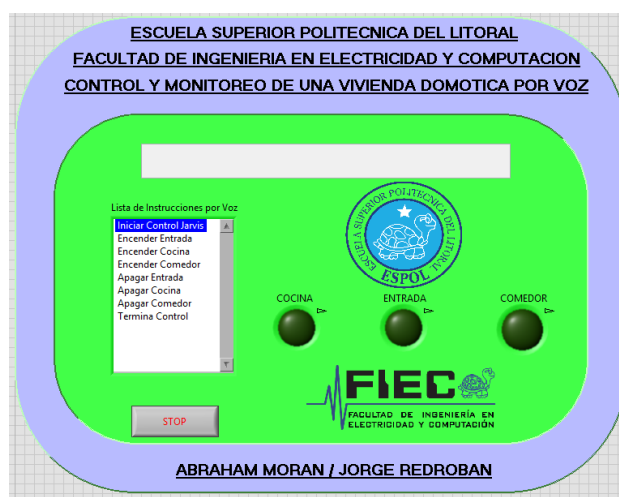 ESCUELA SUPERIOR POLITECNICA DEL LITORAL
FACULTAD DE INGENIERIA EN ELECTRICIDAD Y COMPUTACION
CONTROL Y MONITOREO DE UNA VIVIENDA DOMOTICA POR VOZ
Lista de Instrucciones por Voz
Iniciar Control Jarvis
Encender Entrada
Encender Cocina
Encender Comedor
Apagar Entrada
Apagar Cocina
Apagar Comedor
Termina Control
STOP
ESCUELA SUPERIOR POLITECNICA DEL LITORAL
ESPOL
COCINA
ENTRADA
COMEDOR
FIEC
FACULTAD DE INGENIERÍA EN
ELECTRICIDAD Y COMPUTACIÓN
ABRAHAM MORAN / JORGE REDROBAN